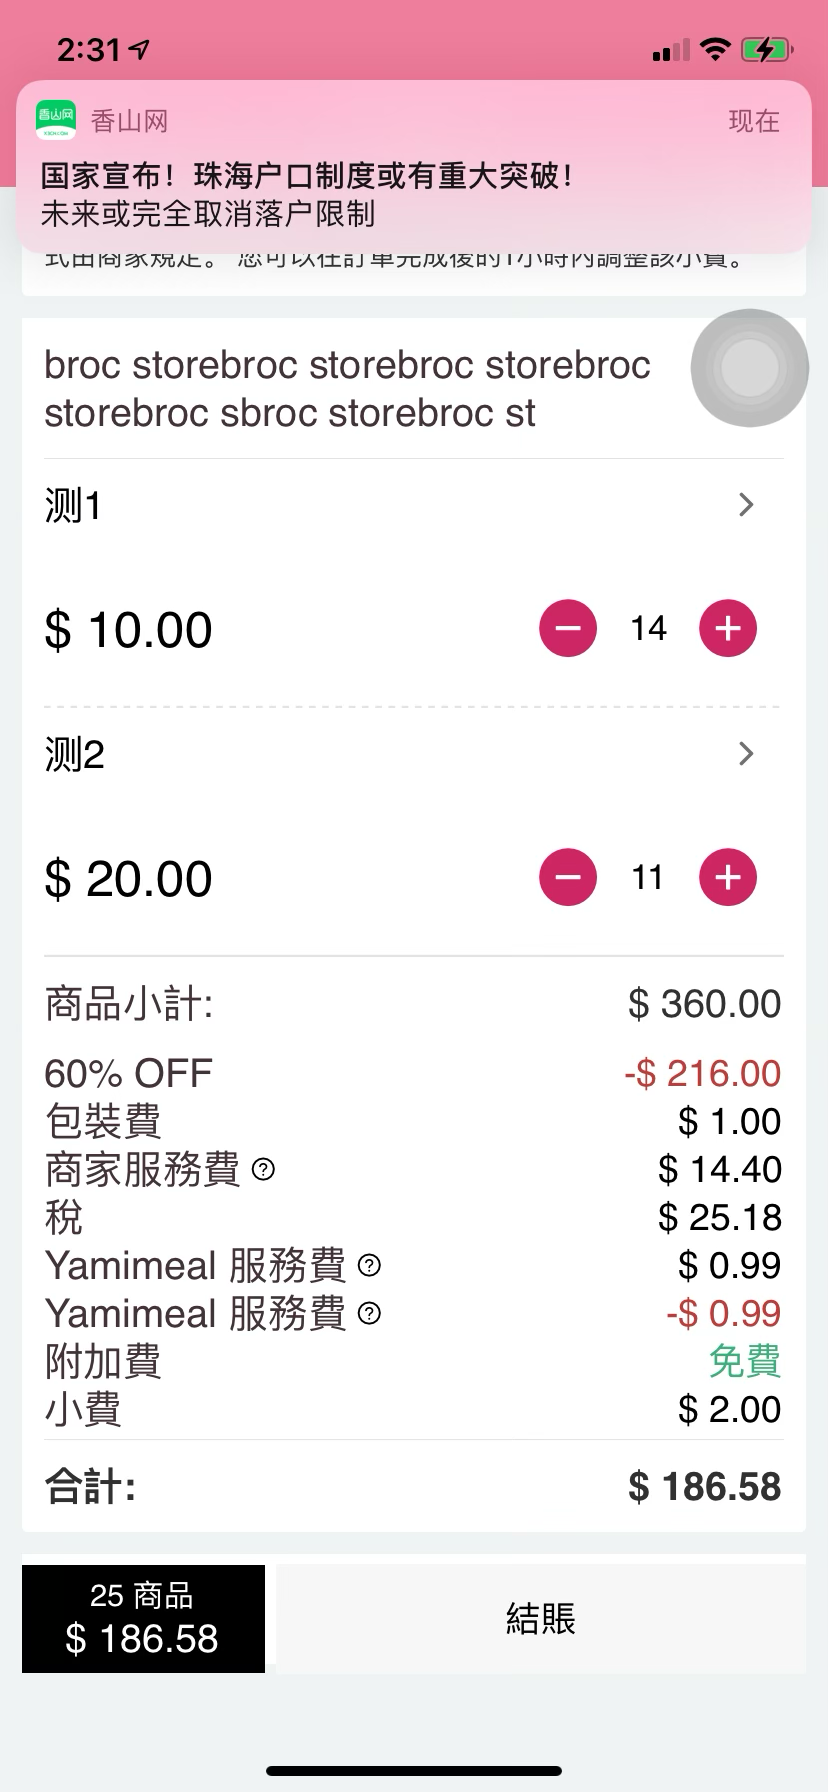 2:31
香山网
香山网
现在
国家宣布！珠海户口制度或有重大突破！
未来或完全取消落户限制
式由商家規定。 您可以在訂單完成後的1小時內調整該小費。
broc storebroc storebroc storebroc
storebroc sbroc storebroc st
测1
$ 10.00
14
测2
$ 20.00
11
商品小計: $ 360.00
60% OFF -$ 216.00
包裝費 $ 1.00
商家服務費 $ 14.40
稅 $ 25.18
Yamimeal 服務費 $ 0.99
Yamimeal 服務費 -$ 0.99
附加費 免費
小費 $ 2.00
合計: $ 186.58
25 商品
$ 186.58
結賬